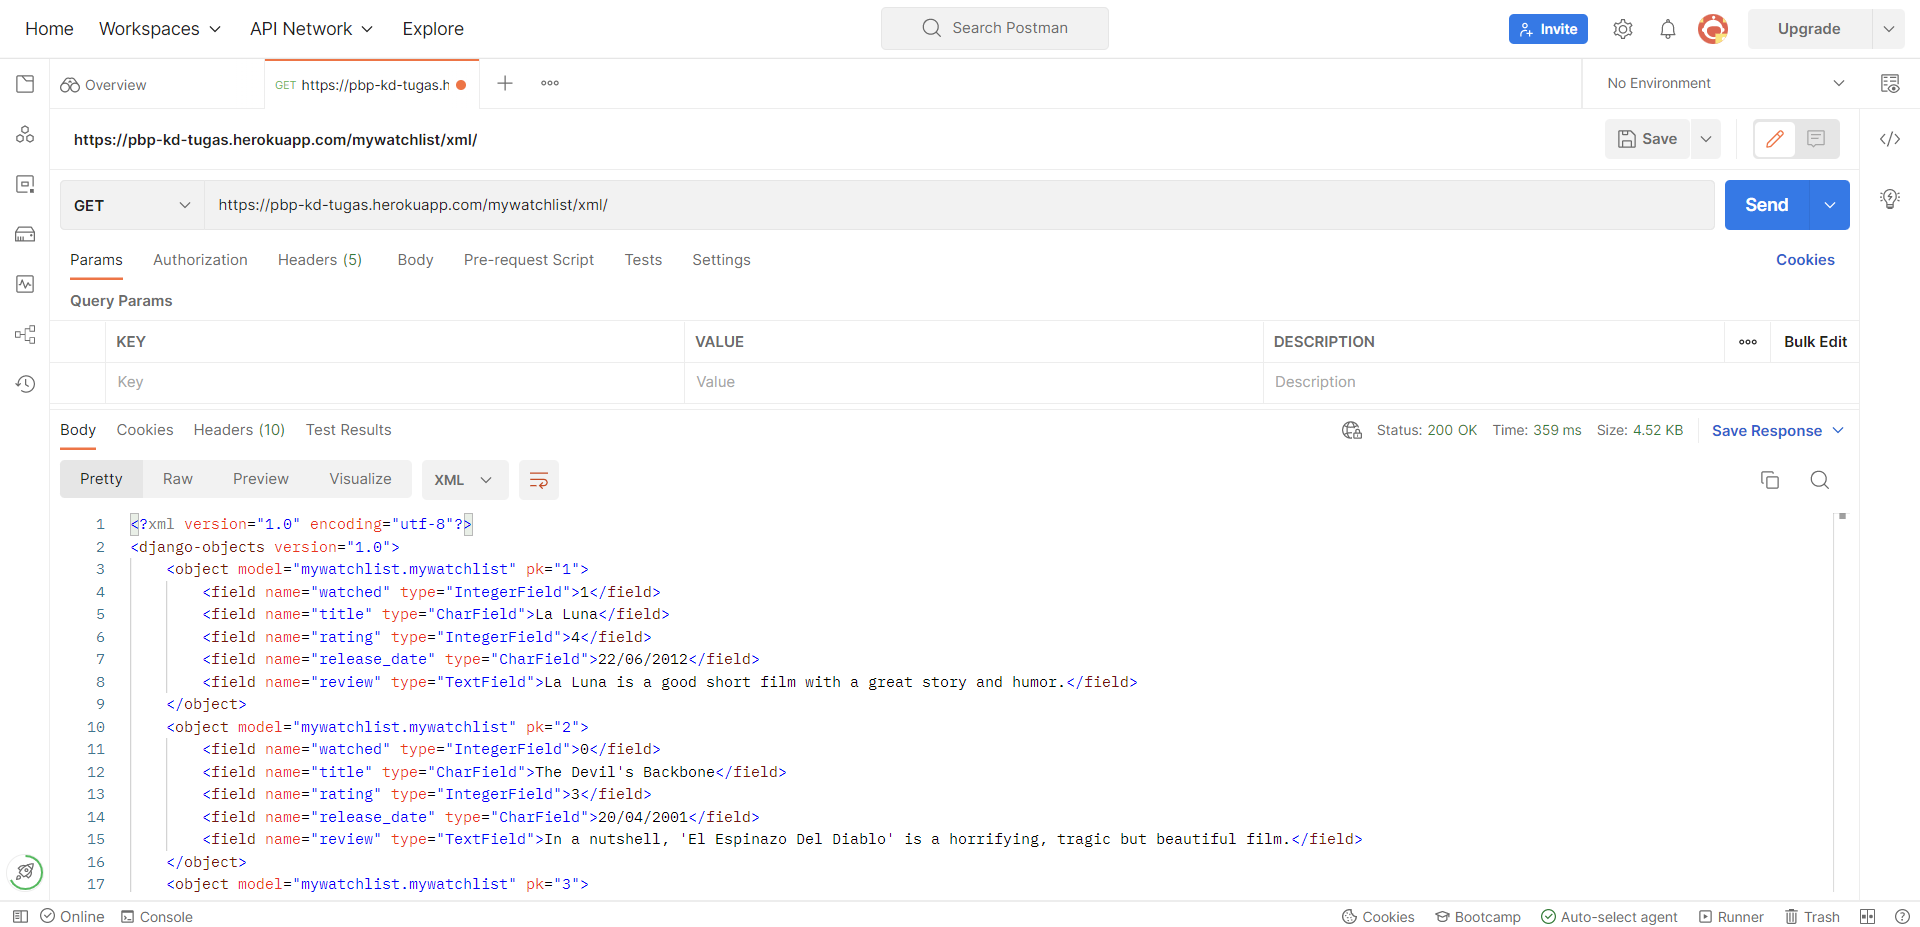 Home Workspaces API Network Explore Search Postman Invite Upgrade
Overview GET https://pbp-kd-tugas.h No Environment
https://pbp-kd-tugas.herokuapp.com/mywatchlist/xml/ Save
GET https://pbp-kd-tugas.herokuapp.com/mywatchlist/xml/ Send
Params Authorization Headers (5) Body Pre-request Script Tests Settings Cookies
Query Params
KEY VALUE DESCRIPTION Bulk Edit
Key Value Description
Body Cookies Headers (10) Test Results Status: 200 OK Time: 359 ms Size: 4.52 KB Save Response
Pretty Raw Preview Visualize XML
1 <?xml version="1.0" encoding="utf-8"?>
2 <django-objects version="1.0">
3 <object model="mywatchlist.mywatchlist" pk="1">
4 <field name="watched" type="IntegerField">1</field>
5 <field name="title" type="CharField">La Luna</field>
6 <field name="rating" type="IntegerField">4</field>
7 <field name="release_date" type="CharField">22/06/2012</field>
8 <field name="review" type="TextField">La Luna is a good short film with a great story and humor.</field>
9 </object>
10 <object model="mywatchlist.mywatchlist" pk="2">
11 <field name="watched" type="IntegerField">0</field>
12 <field name="title" type="CharField">The Devil's Backbone</field>
13 <field name="rating" type="IntegerField">3</field>
14 <field name="release_date" type="CharField">20/04/2001</field>
15 <field name="review" type="TextField">In a nutshell, 'El Espinazo Del Diablo' is a horrifying, tragic but beautiful film.</field>
16 </object>
17 <object model="mywatchlist.mywatchlist" pk="3">
Online Console Cookies Bootcamp Auto-select agent Runner Trash